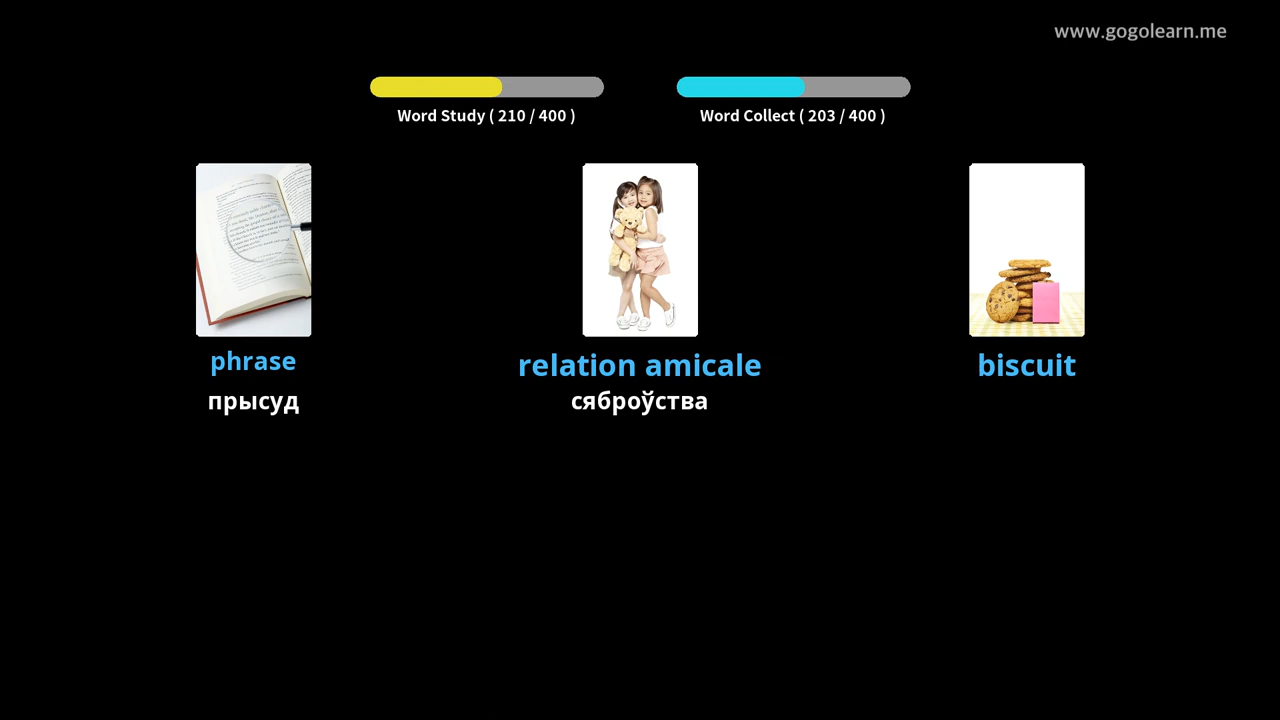 www.gogolearn.me
Word Study ( 210 / 400 )
Word Collect ( 203 / 400 )
phrase
relation amicale
biscuit
прысуд
сяброўства